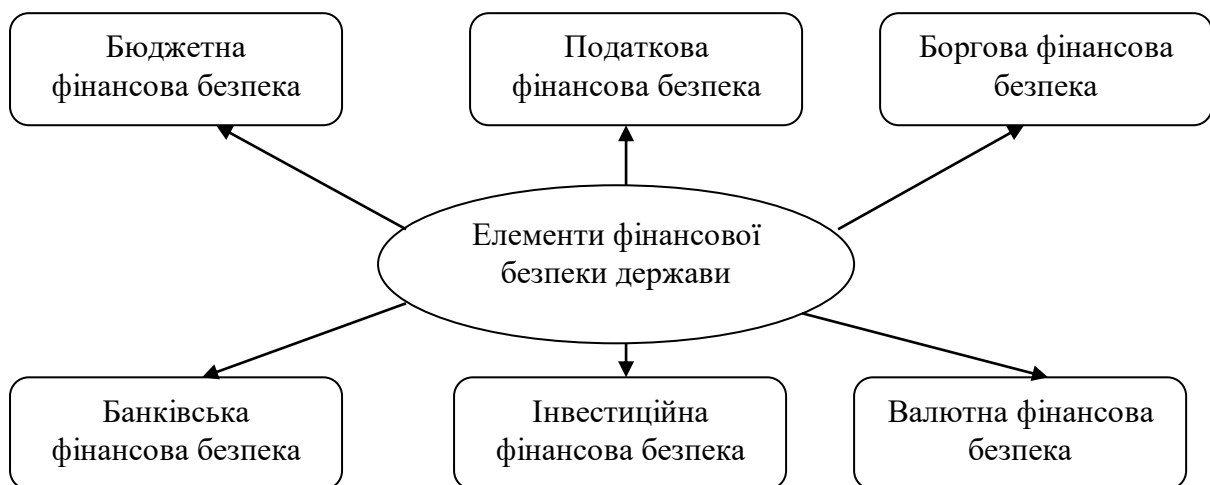 Бюджетна
фінансова безпека
Податкова
фінансова безпека
Боргова фінансова
безпека
Елементи фінансової
безпеки держави
Банківська
фінансова безпека
Інвестиційна
фінансова безпека
Валютна фінансова
безпека